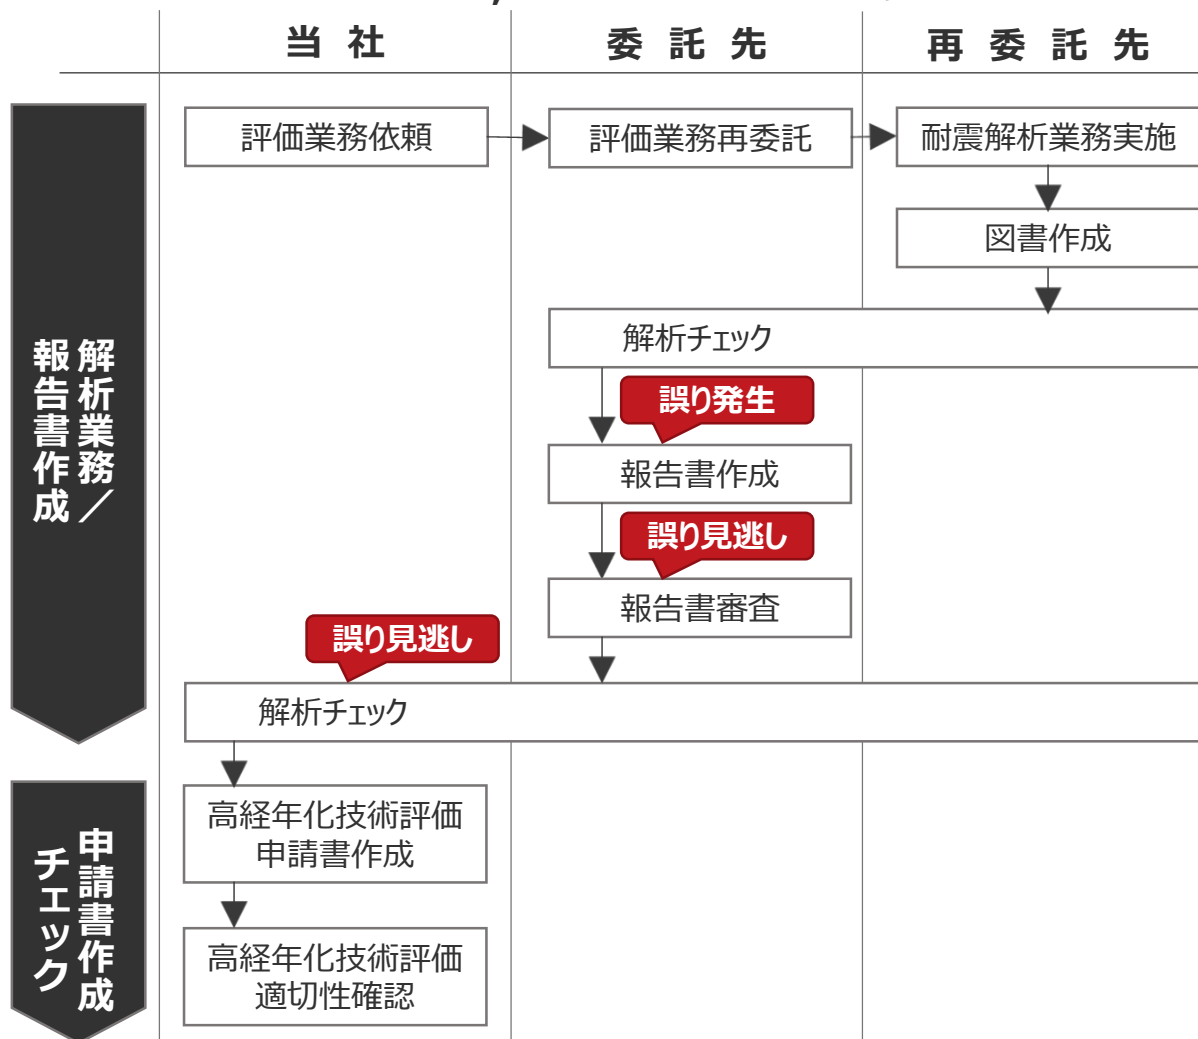 当社
委託先
再委託先
解析業務／
報告書作成
評価業務依頼
評価業務再委託
耐震解析業務実施
図書作成
解析チェック
誤り発生
報告書作成
誤り見逃し
報告書審査
誤り見逃し
解析チェック
申請書作成
チェック
高経年化技術評価
申請書作成
高経年化技術評価
適切性確認